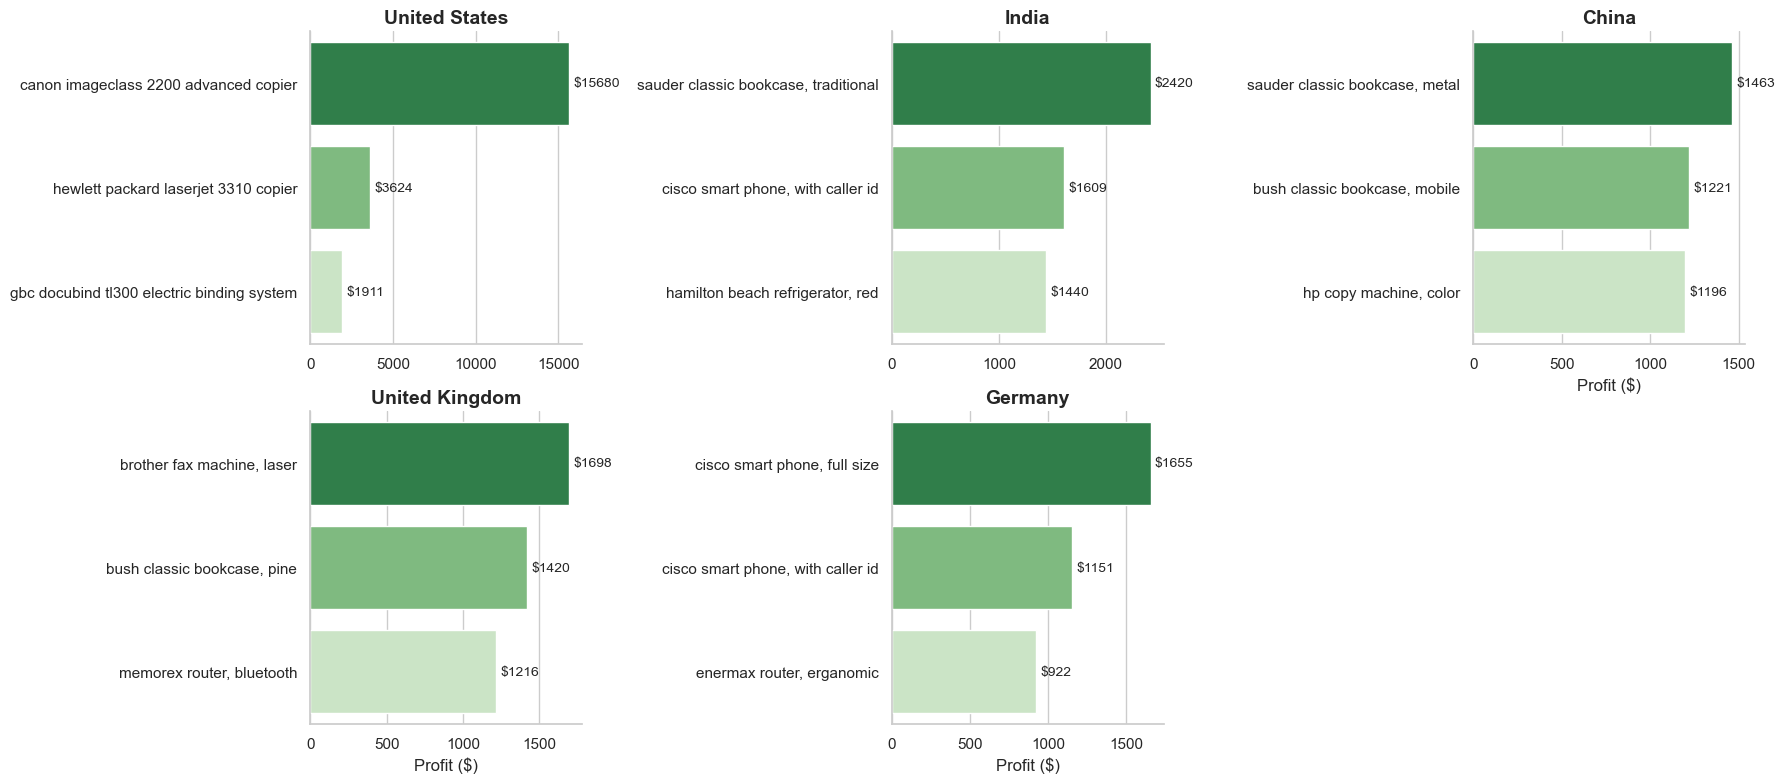 United States
canon imageclass 2200 advanced copier
$15680
hewlett packard laserjet 3310 copier
$3624
gbc docubind tl300 electric binding system
$1911
0 5000 10000 15000
India
sauder classic bookcase, traditional
$2420
cisco smart phone, with caller id
$1609
hamilton beach refrigerator, red
$1440
0 1000 2000
China
sauder classic bookcase, metal
$1463
bush classic bookcase, mobile
$1221
hp copy machine, color
$1196
0 500 1000 1500
Profit ($)
United Kingdom
brother fax machine, laser
$1698
bush classic bookcase, pine
$1420
memorex router, bluetooth
$1216
0 500 1000 1500
Profit ($)
Germany
cisco smart phone, full size
$1655
cisco smart phone, with caller id
$1151
enermax router, erganomic
$922
0 500 1000 1500
Profit ($)